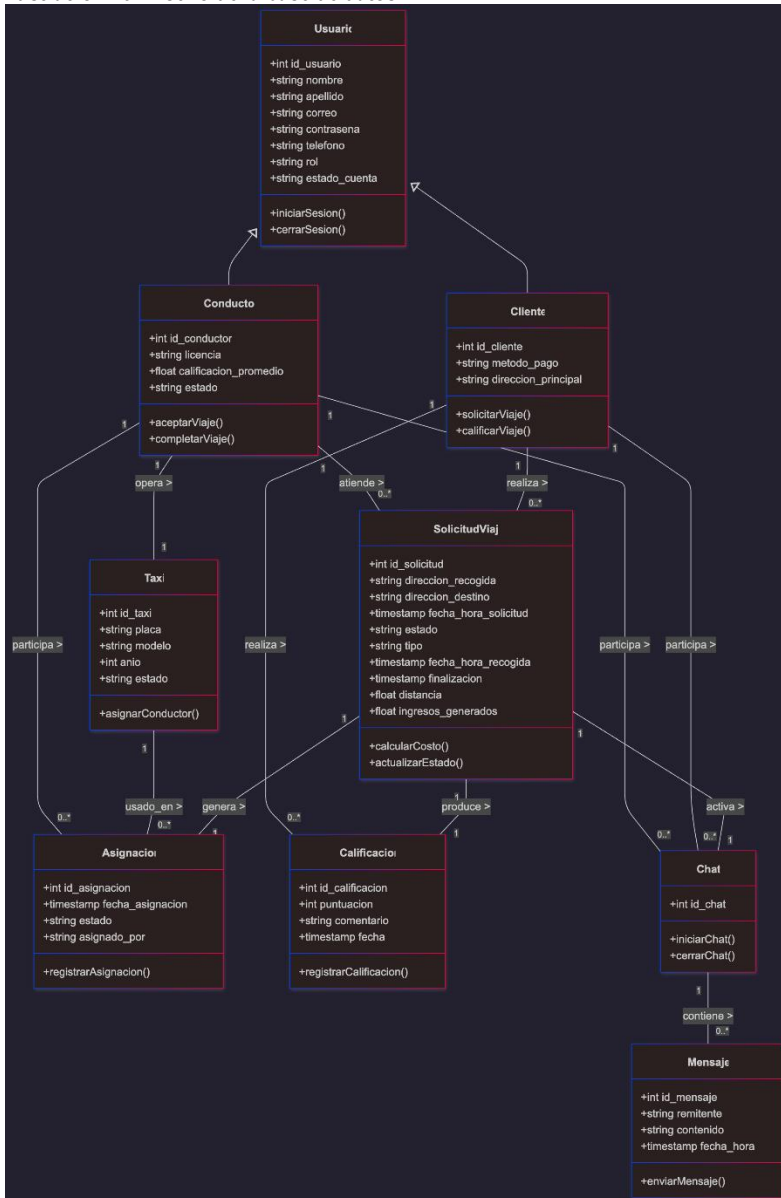 Usuario
+int id_usuario
+string nombre
+string apellido
+string correo
+string contrasena
+string telefono
+string rol
+string estado_cuenta
+iniciarSesion()
+cerrarSesion()
Conducto
+int id_conductor
+string licencia
+float calificacion_promedio
+string estado
+aceptarViaje()
+completarViaje()
Cliente
+int id_cliente
+string metodo_pago
+string direccion_principal
+solicitarViaje()
+calificarViaje()
1
1
1
1
1
1
1
1
opera >
atiende >
realiza >
0..*
0..*
1
SolicitudViaj
+int id_solicitud
+string direccion_recogida
+string direccion_destino
+timestamp fecha_hora_solicitud
+string estado
+string tipo
+timestamp fecha_hora_recogida
+timestamp finalizacion
+float distancia
+float ingresos_generados
+calcularCosto()
+actualizarEstado()
Taxi
+int id_taxi
+string placa
+string modelo
+int anio
+string estado
+asignarConductor()
participa >
realiza >
participa >
participa >
1
1
1
1
usado_en >
genera >
produce >
activa >
0..*
0..*
1
0..*
1
0..*
0..*
1
Asignacion
+int id_asignacion
+timestamp fecha_asignacion
+string estado
+string asignado_por
+registrarAsignacion()
Calificacion
+int id_calificacion
+int puntuacion
+string comentario
+timestamp fecha
+registrarCalificacion()
Chat
+int id_chat
+iniciarChat()
+cerrarChat()
1
contiene >
0..*
Mensaje
+int id_mensaje
+string remitente
+string contenido
+timestamp fecha_hora
+enviarMensaje()